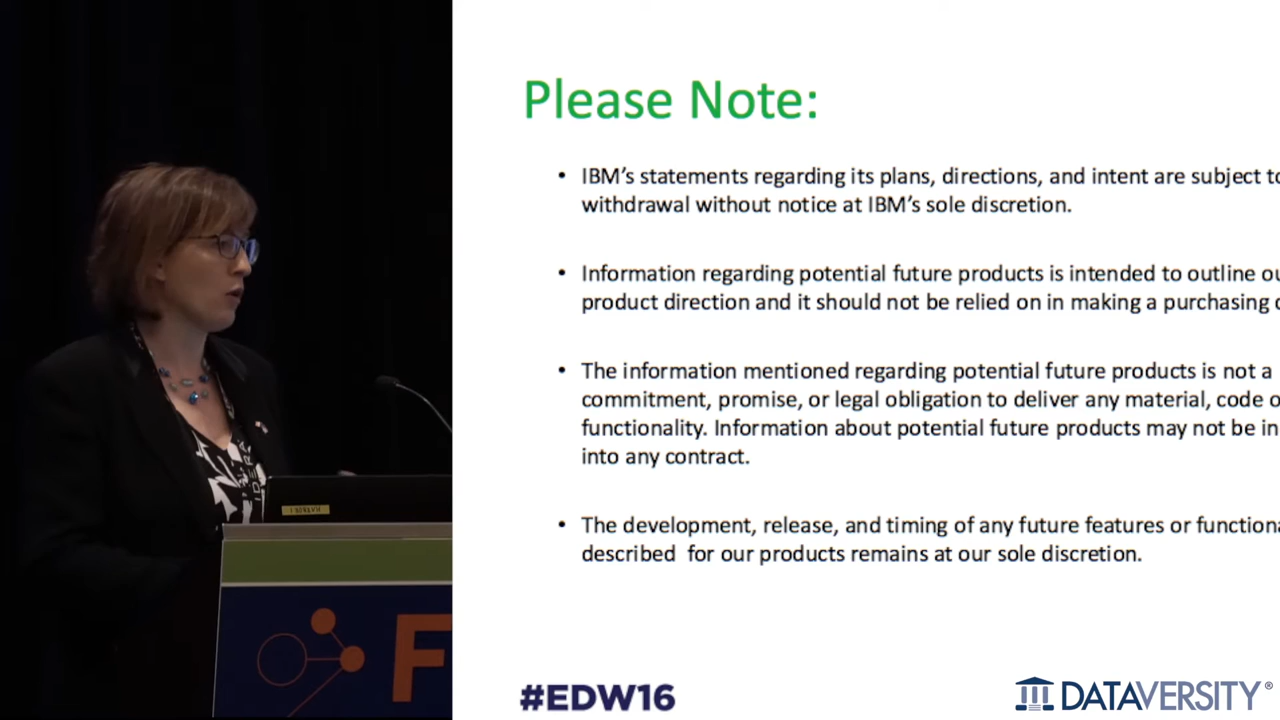 Please Note:
• IBM's statements regarding its plans, directions, and intent are subject to
withdrawal without notice at IBM's sole discretion.
• Information regarding potential future products is intended to outline ou
product direction and it should not be relied on in making a purchasing
• The information mentioned regarding potential future products is not a
commitment, promise, or legal obligation to deliver any material, code o
functionality. Information about potential future products may not be in
into any contract.
• The development, release, and timing of any future features or functiona
described for our products remains at our sole discretion.
F
#EDW16
DATAVERSITY®